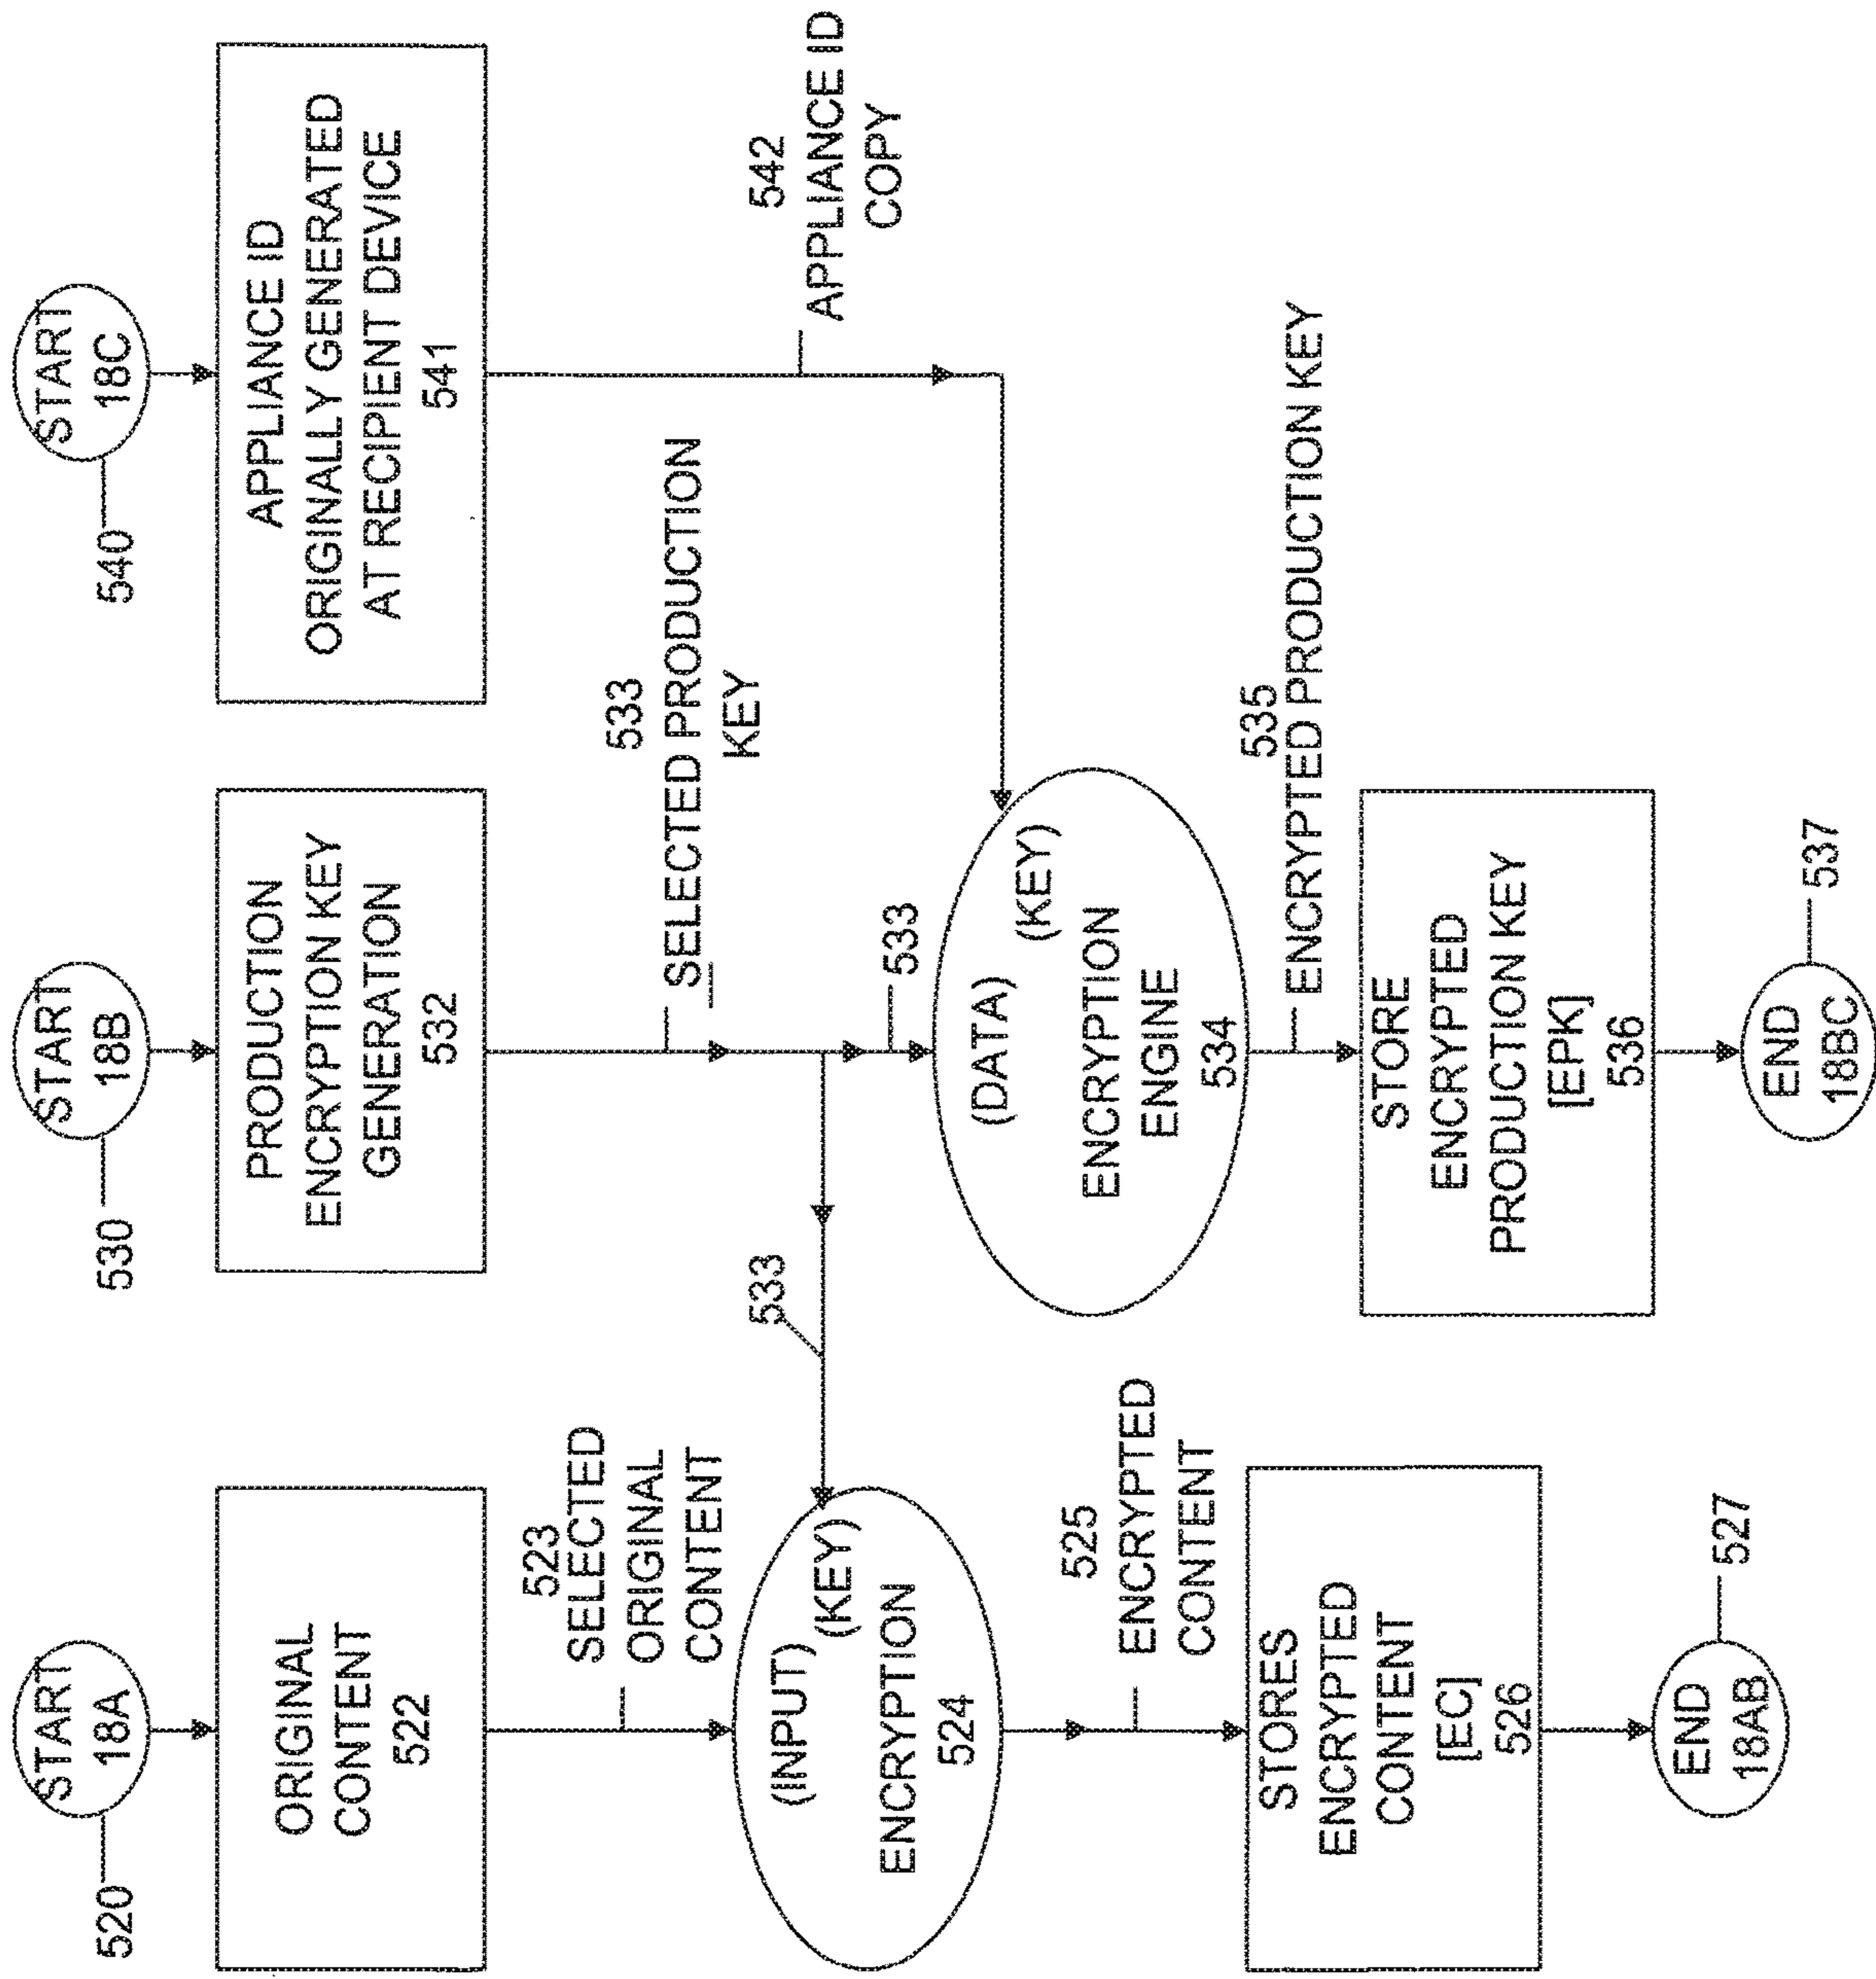 520
START
18A
ORIGINAL
CONTENT
522
523
SELECTED
ORIGINAL
CONTENT
(INPUT)
(KEY)
ENCRYPTION
524
525
ENCRYPTED
CONTENT
STORES
ENCRYPTED
CONTENT
[EC]
526
END
18AB
527
530
START
18B
PRODUCTION
ENCRYPTION KEY
GENERATION
532
533
SELECTED PRODUCTION
KEY
533
533
(DATA)
(KEY)
ENCRYPTION
ENGINE
534
535
ENCRYPTED PRODUCTION KEY
STORE
ENCRYPTED
PRODUCTION KEY
[EPK]
536
END
18BC
537
540
START
18C
APPLIANCE ID
ORIGINALLY GENERATED
AT RECIPIENT DEVICE
541
542
APPLIANCE ID
COPY